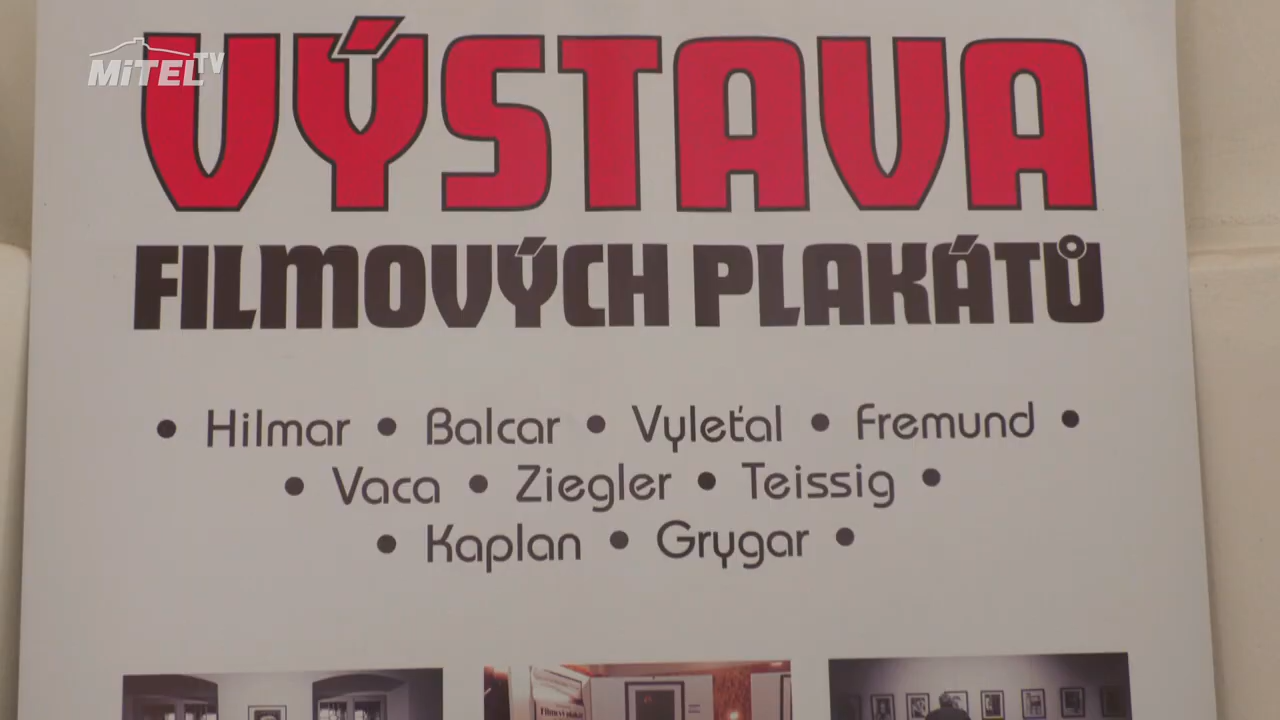 MiTEL TV
VÝSTAVA
FILMOVÝCH PLAKÁTŮ
• Hilmar • Balcar • Vyleťal • Fremund •
• Vaca • Ziegler • Teissig •
• Kaplan • Grygar •